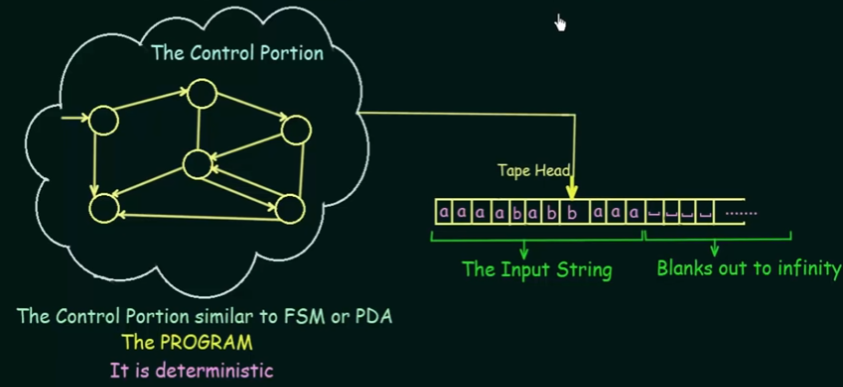 The Control Portion
Tape Head
a a a a b a b b a a a ␣ ␣ ␣ ␣ ........
The Input String
Blanks out to infinity
The Control Portion similar to FSM or PDA
The PROGRAM
It is deterministic